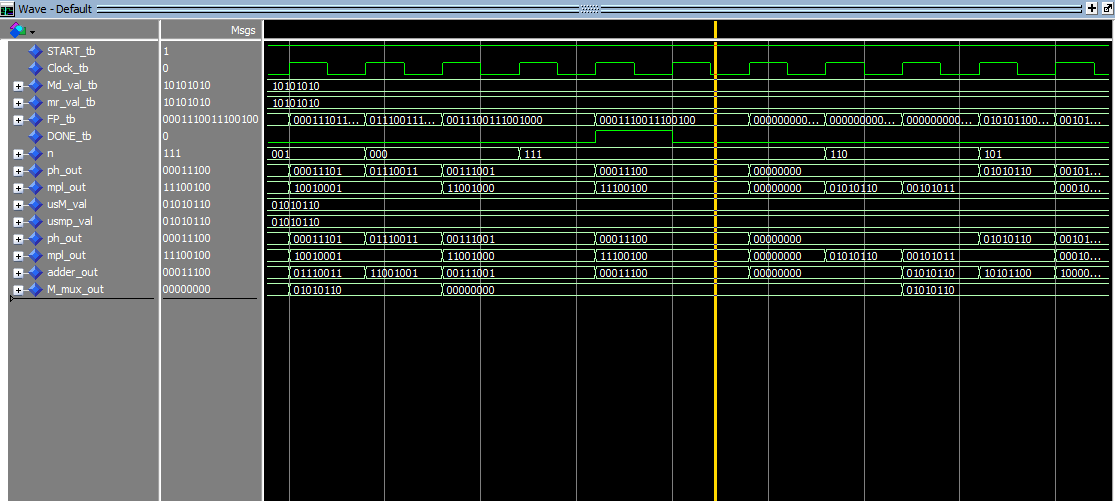 Wave - Default
Msgs
START_tb 1
Clock_tb 0
Md_val_tb 10101010 10101010
mr_val_tb 10101010 10101010
FP_tb 0001110011100100 000111011... 011100111... 0011100111001000 0001110011100100 000000000... 000000000... 000000000... 010101100... 00101...
DONE_tb 0
n 111 001 000 111 110 101
ph_out 00011100 00011101 01110011 00111001 00011100 00000000 01010110 00101...
mpl_out 11100100 10010001 11001000 11100100 00000000 01010110 00101011 00010...
usM_val 01010110 01010110
usmp_val 01010110 01010110
ph_out 00011100 00011101 01110011 00111001 00011100 00000000 01010110 00101...
mpl_out 11100100 10010001 11001000 11100100 00000000 01010110 00101011 00010...
adder_out 00011100 01110011 11001001 00111001 00011100 00000000 01010110 10101100 10000...
M_mux_out 00000000 01010110 00000000 01010110